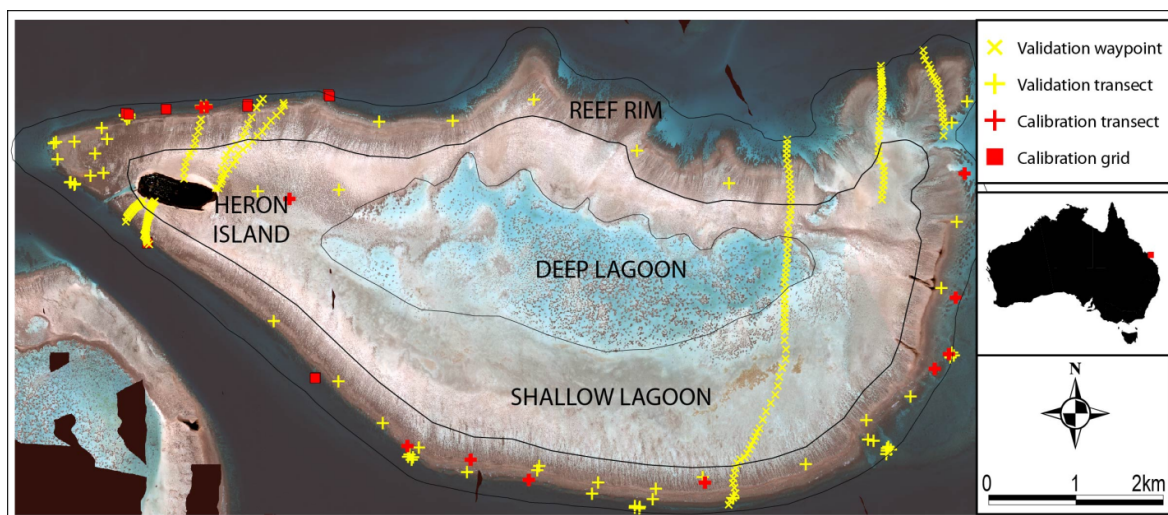 REEF RIM
HERON
ISLAND
DEEP LAGOON
SHALLOW LAGOON
Validation waypoint
Validation transect
Calibration transect
Calibration grid
N
0 1 2km